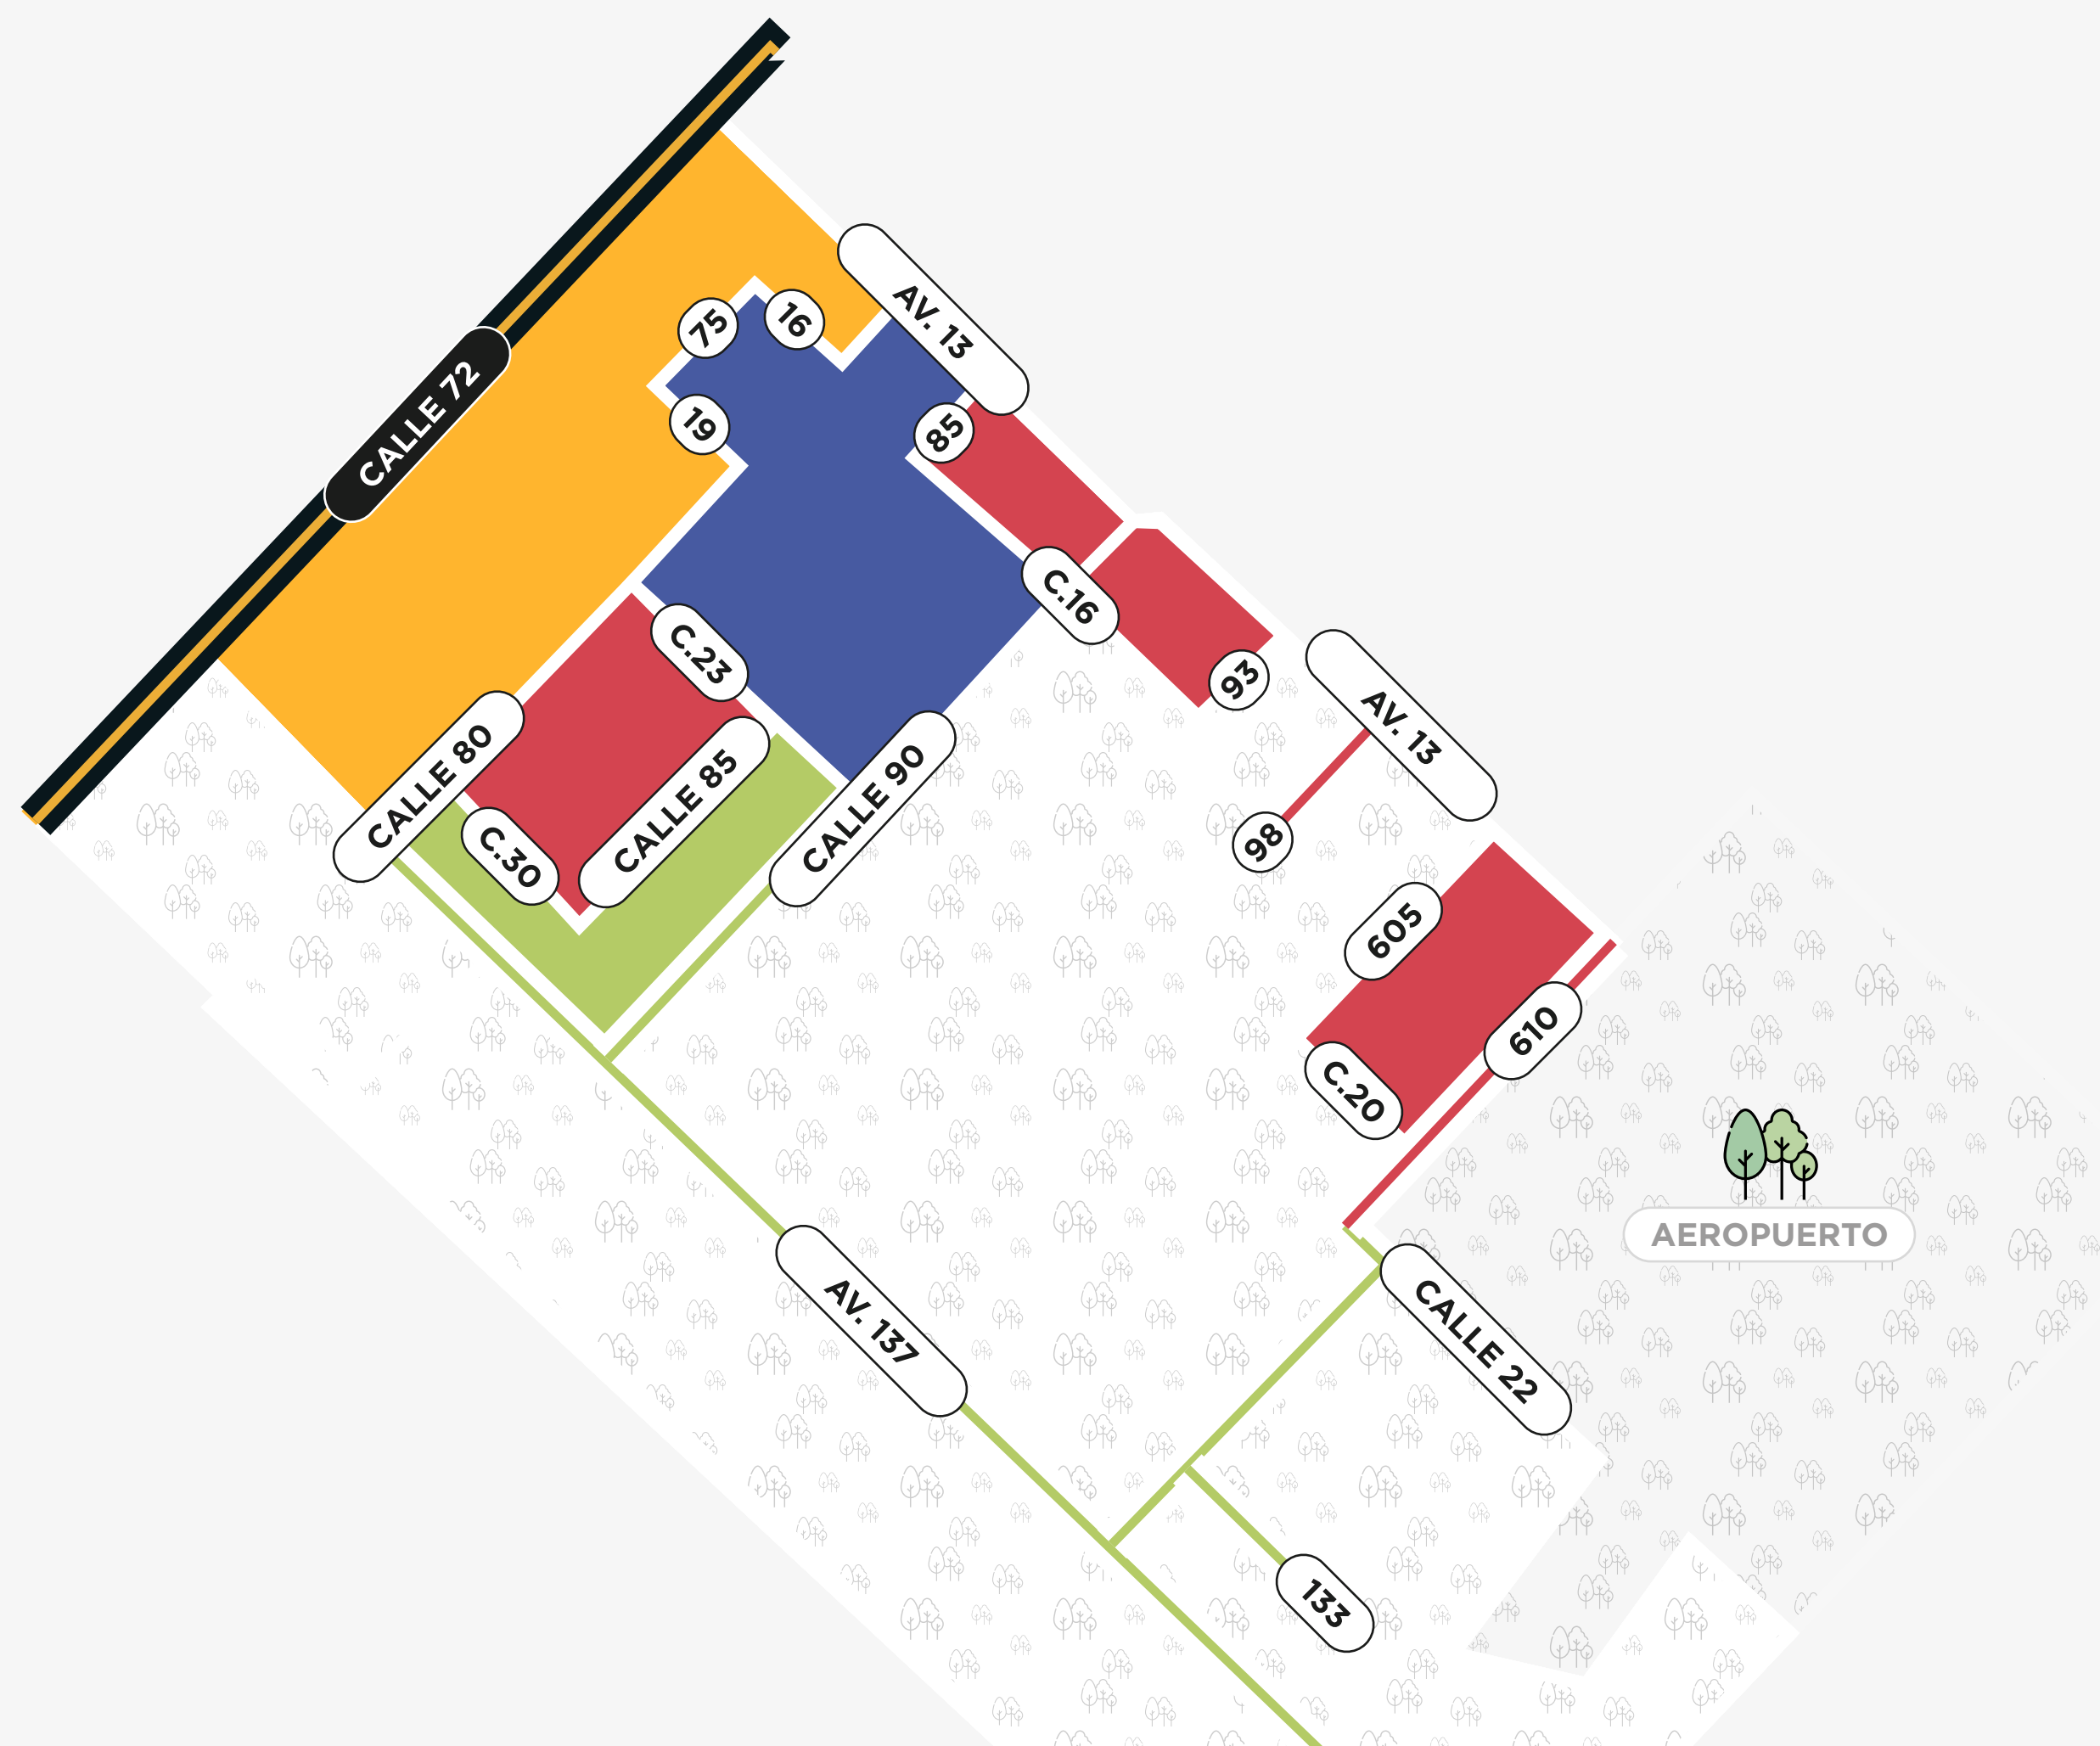 AV. 13
75
16
CALLE 72
19
85
C.16
C.23
93
AV. 13
CALLE 80
CALLE 85
CALLE 90
C.30
98
605
610
C.20
AEROPUERTO
AV. 137
CALLE 22
133